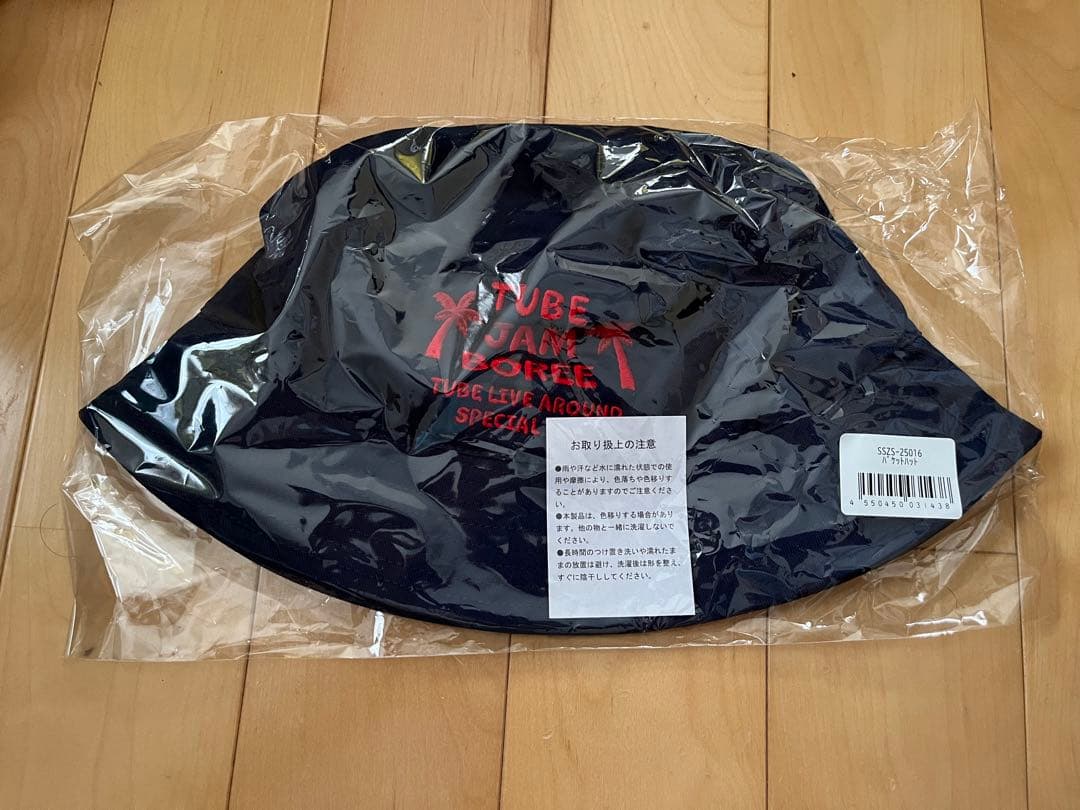 TUBE
JAM
BOREE
TUBE LIVE AROUND
SPECIAL
お取り扱上の注意
●雨や汗など水に濡れた状態での使
用や摩擦により、色落ちや色移りす
ることがありますのでご注意くださ
い。
●本製品は、色移りする場合があり
ます。他の物と一緒に洗濯しないで
ください。
●長時間のつけ置き洗いや濡れたま
まの放置は避け、洗濯後は形を整え、
すぐに陰干ししてください。
SSZS-25016
バケットハット
4 550450 031438